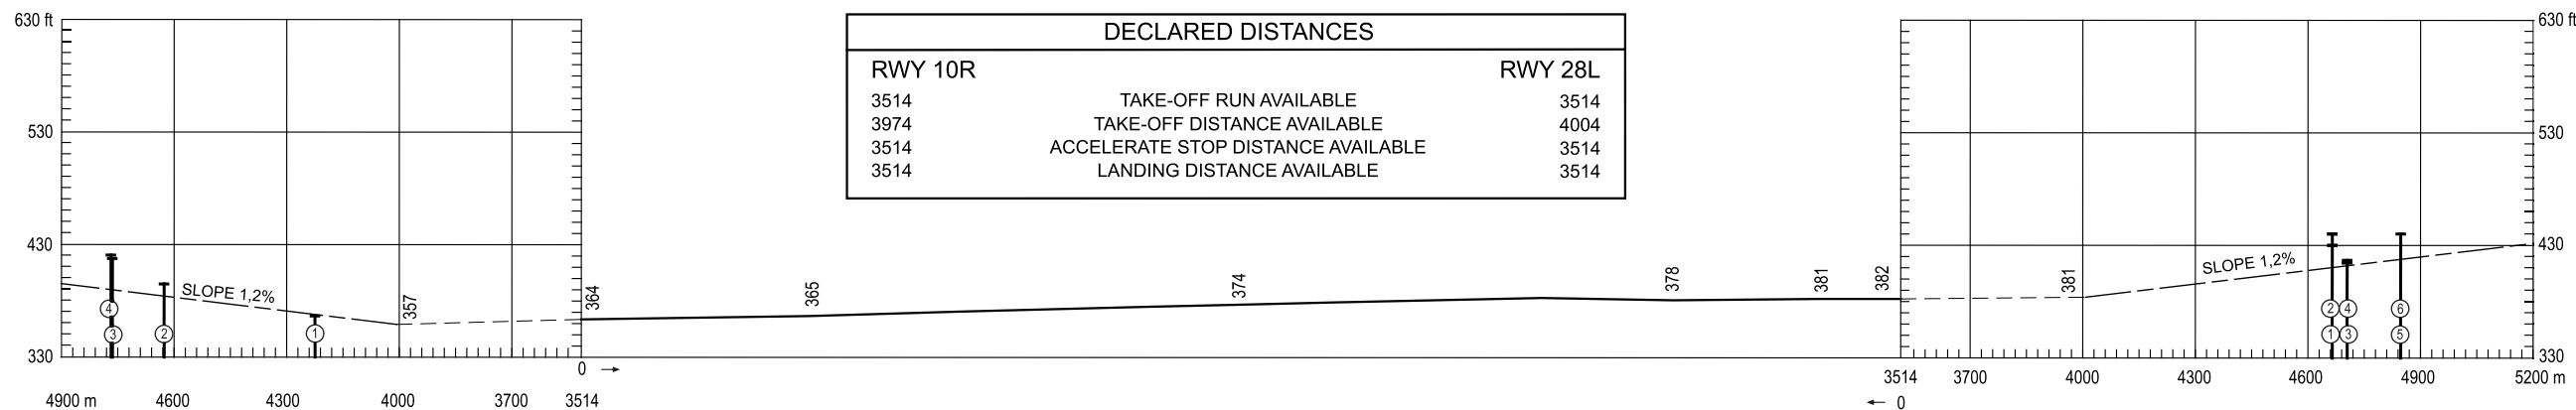 630 ft
530
430
330
4900 m 4600 4300 4000 3700 3514
SLOPE 1,2%
4
3
2
1
357
364
0 →
DECLARED DISTANCES
RWY 10R RWY 28L
3514 TAKE-OFF RUN AVAILABLE 3514
3974 TAKE-OFF DISTANCE AVAILABLE 4004
3514 ACCELERATE STOP DISTANCE AVAILABLE 3514
3514 LANDING DISTANCE AVAILABLE 3514
365
374
378
381
382
381
SLOPE 1,2%
2 4 6
1 3 5
630 ft
530
430
330
3514 3700 4000 4300 4600 4900 5200 m
← 0